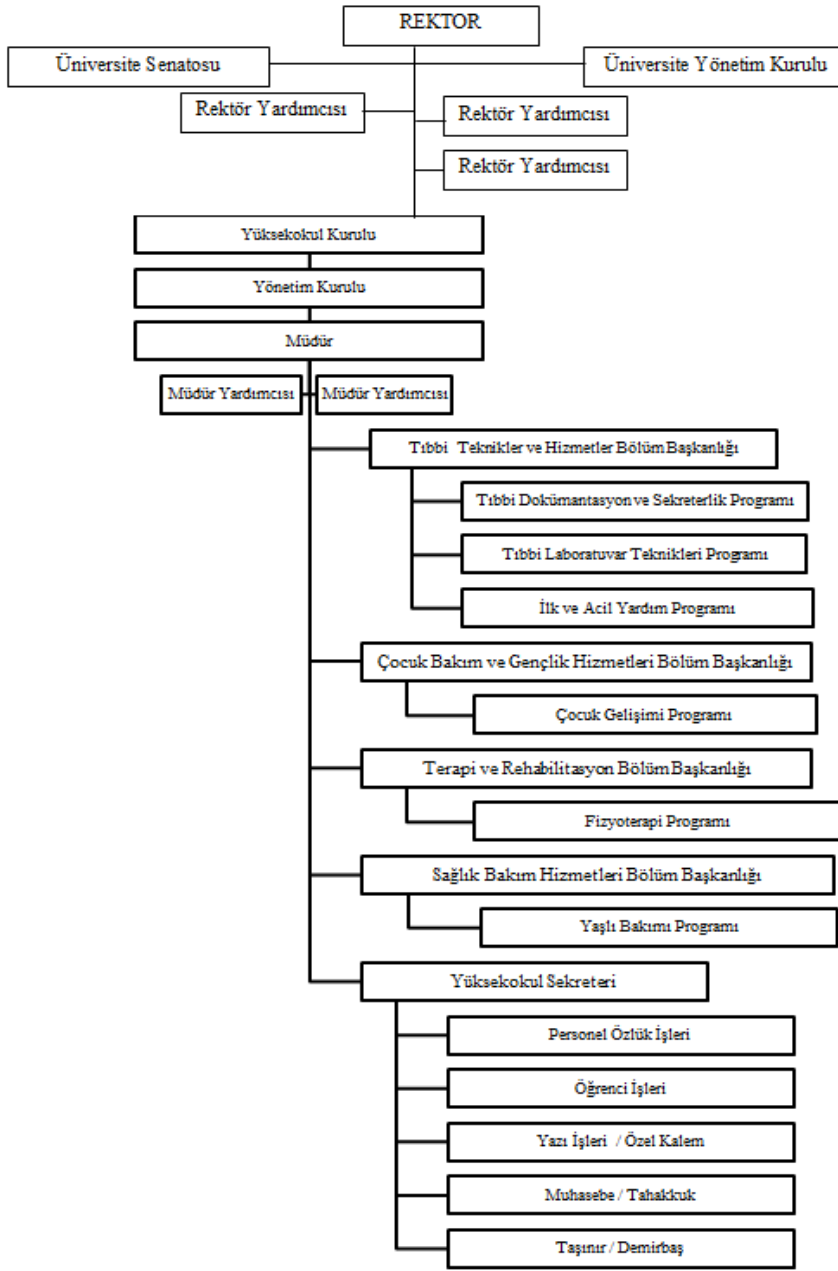 REKTOR
Üniversite Senatosu
Üniversite Yönetim Kurulu
Rektör Yardımcısı
Rektör Yardımcısı
Rektör Yardımcısı
Yüksekokul Kurulu
Yönetim Kurulu
Müdür
Müdür Yardımcısı
Müdür Yardımcısı
Tıbbi Teknikler ve Hizmetler Bölüm Başkanlığı
Tıbbi Dokümantasyon ve Sekreterlik Programı
Tıbbi Laboratuvar Teknikleri Programı
İlk ve Acil Yardım Programı
Çocuk Bakım ve Gençlik Hizmetleri Bölüm Başkanlığı
Çocuk Gelişimi Programı
Terapi ve Rehabilitasyon Bölüm Başkanlığı
Fizyoterapi Programı
Sağlık Bakım Hizmetleri Bölüm Başkanlığı
Yaşlı Bakımı Programı
Yüksekokul Sekreteri
Personel Özlük İşleri
Öğrenci İşleri
Yazı İşleri / Özel Kalem
Muhasebe / Tahakkuk
Taşınır / Demirbaş